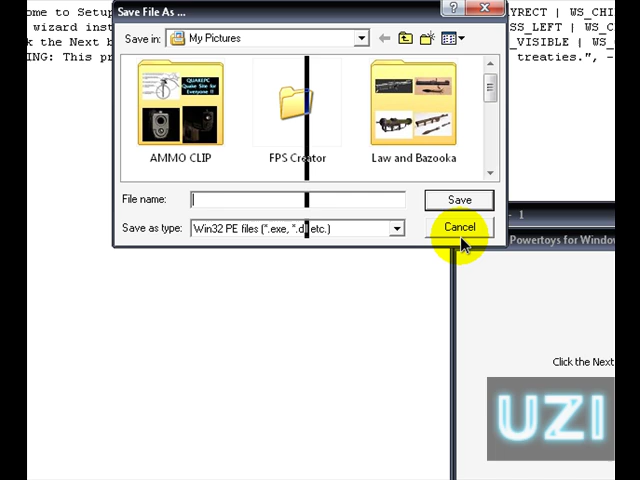 Save File As ...
ome to Setup
YRECT | WS_CHI
Save in: My Pictures
wizard inst
SS_LEFT | WS_C
k the Next b
_VISIBLE | WS_
ING: This pr
treaties.", -
QUAKEPC
Quake Site for
Everyone !!
AMMO CLIP
FPS Creator
Law and Bazooka
File name:
Save
Save as type: Win32 PE files (*.exe, *.d etc.)
Cancel
- 1
Powertoys for Window
Click the Next
UZI